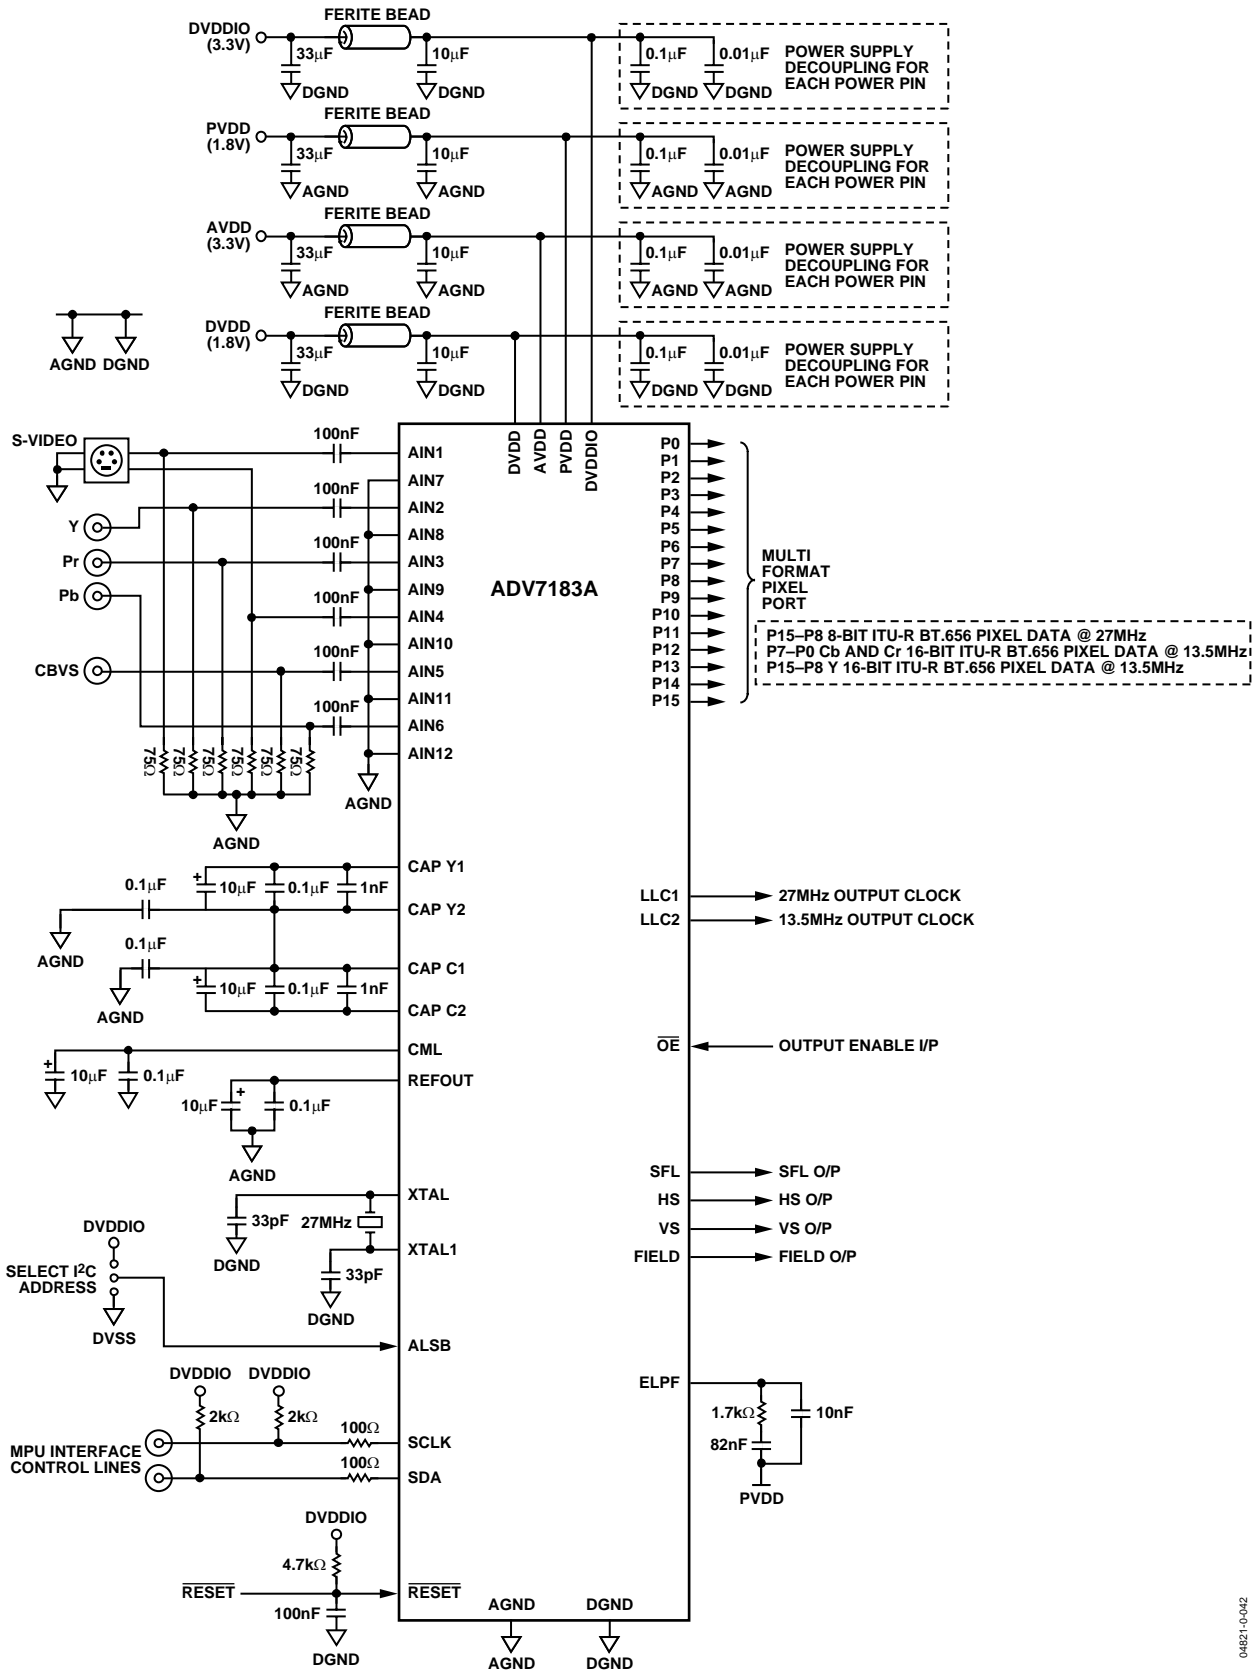 FERITE BEAD
DVDDIO
(3.3V)
33µF
10µF
0.1µF
0.01µF
DGND
DGND
DGND
DGND
POWER SUPPLY
DECOUPLING FOR
EACH POWER PIN
FERITE BEAD
PVDD
(1.8V)
33µF
10µF
0.1µF
0.01µF
AGND
AGND
AGND
AGND
POWER SUPPLY
DECOUPLING FOR
EACH POWER PIN
FERITE BEAD
AVDD
(3.3V)
33µF
10µF
0.1µF
0.01µF
AGND
AGND
AGND
AGND
POWER SUPPLY
DECOUPLING FOR
EACH POWER PIN
FERITE BEAD
DVDD
(1.8V)
33µF
10µF
0.1µF
0.01µF
DGND
DGND
DGND
DGND
POWER SUPPLY
DECOUPLING FOR
EACH POWER PIN
AGND DGND
S-VIDEO
Y
Pr
Pb
CBVS
100nF
100nF
100nF
100nF
100nF
100nF
75Ω
75Ω
75Ω
75Ω
75Ω
75Ω
AGND
AGND
AIN1
AIN7
AIN2
AIN8
AIN3
AIN9
AIN4
AIN10
AIN5
AIN11
AIN6
AIN12
DVDD
AVDD
PVDD
DVDDIO
ADV7183A
P0
P1
P2
P3
P4
P5
P6
P7
P8
P9
P10
P11
P12
P13
P14
P15
MULTI
FORMAT
PIXEL
PORT
P15–P8 8-BIT ITU-R BT.656 PIXEL DATA @ 27MHz
P7–P0 Cb AND Cr 16-BIT ITU-R BT.656 PIXEL DATA @ 13.5MHz
P15–P8 Y 16-BIT ITU-R BT.656 PIXEL DATA @ 13.5MHz
0.1µF
+
10µF
0.1µF
1nF
CAP Y1
CAP Y2
AGND
0.1µF
+
10µF
0.1µF
1nF
CAP C1
CAP C2
AGND
LLC1
27MHz OUTPUT CLOCK
LLC2
13.5MHz OUTPUT CLOCK
CML
+
10µF
0.1µF
REFOUT
10µF
+
0.1µF
AGND
OE
OUTPUT ENABLE I/P
XTAL
33pF
27MHz
DGND
XTAL1
33pF
DGND
SFL
SFL O/P
HS
HS O/P
VS
VS O/P
FIELD
FIELD O/P
DVDDIO
SELECT I2C
ADDRESS
DVSS
ALSB
DVDDIO
DVDDIO
2kΩ
2kΩ
100Ω
SCLK
MPU INTERFACE
CONTROL LINES
100Ω
SDA
ELPF
1.7kΩ
10nF
82nF
PVDD
DVDDIO
4.7kΩ
RESET
RESET
100nF
DGND
AGND
DGND
AGND
DGND
04821-0-042